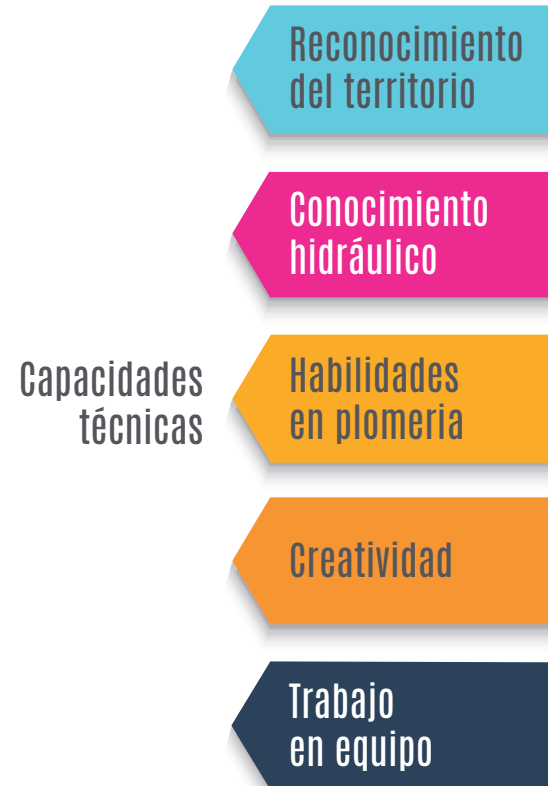 Reconocimiento
del territorio
Conocimiento
hidráulico
Capacidades
técnicas
Habilidades
en plomeria
Creatividad
Trabajo
en equipo